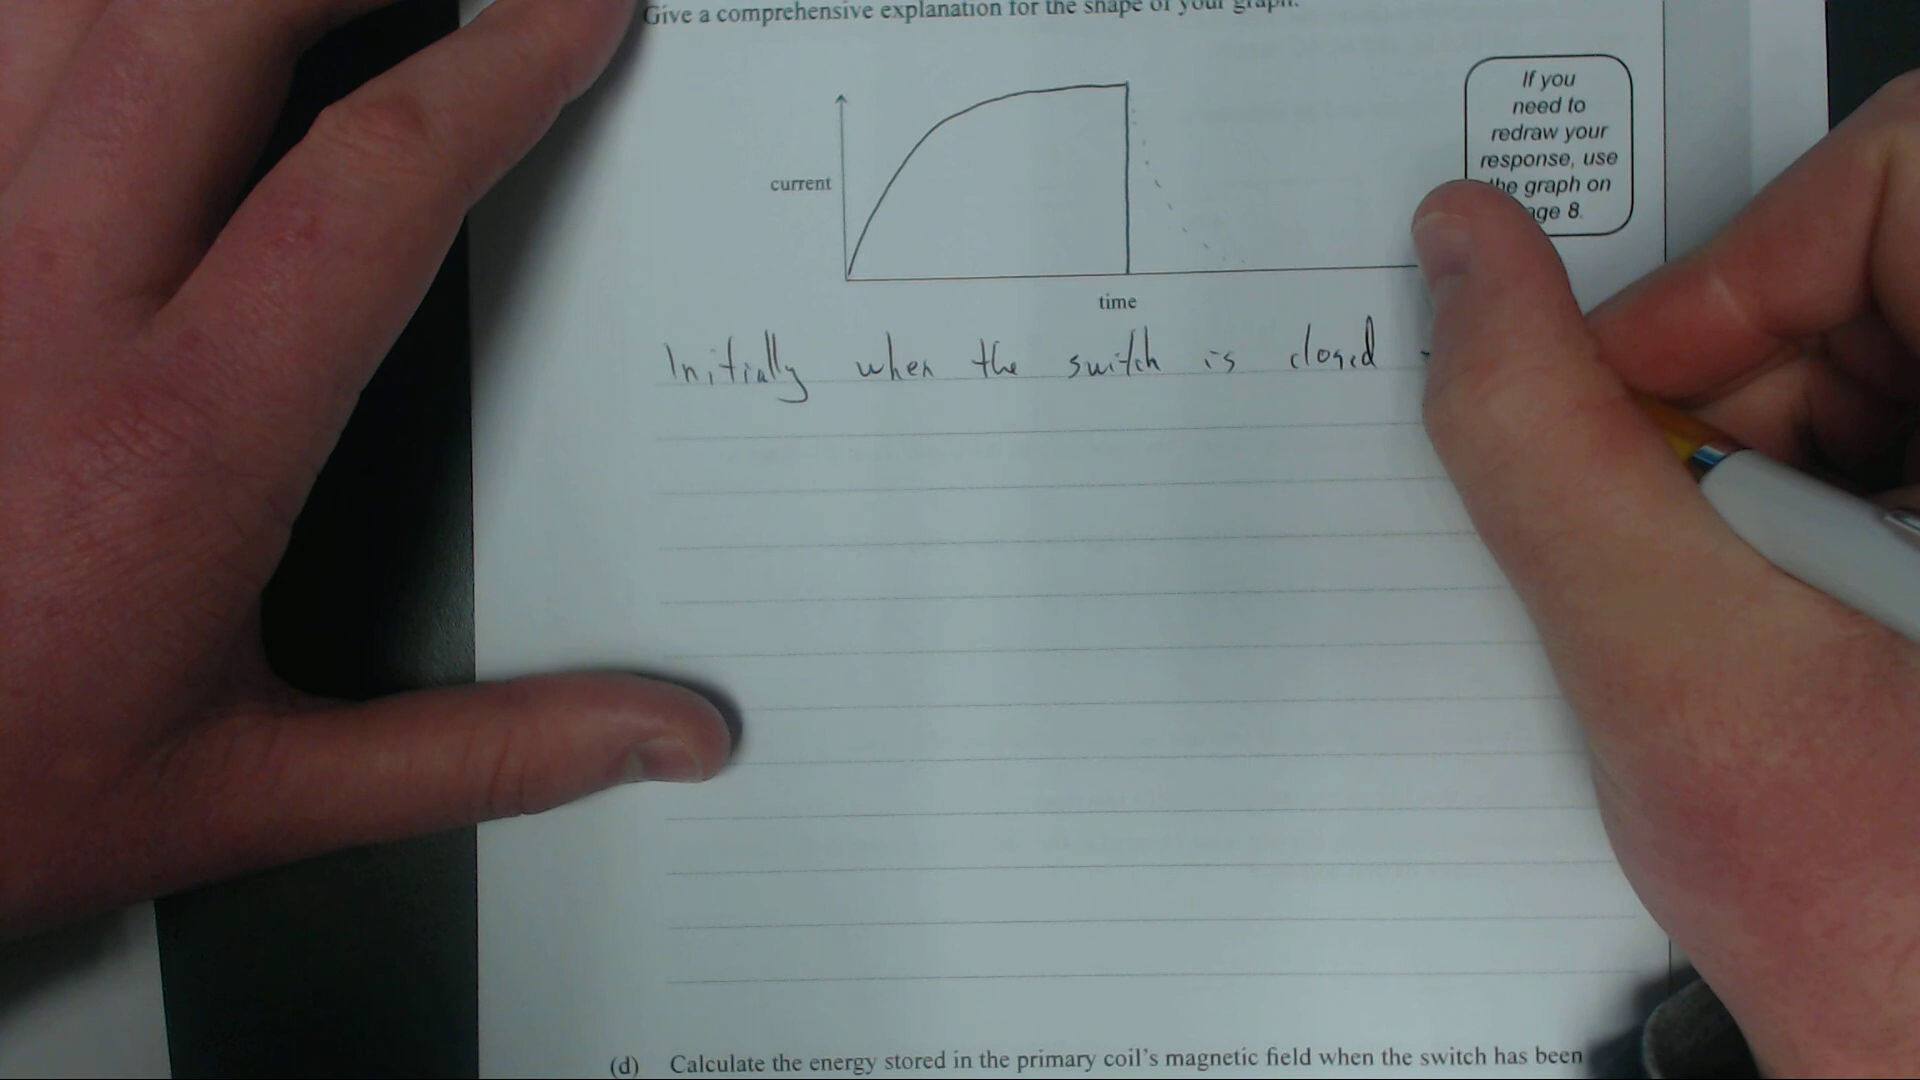 Give a comprehensive explanation for the shape of your graph.
If you
need to
redraw your
response, use
the graph on
age 8.
current
time
Initially when the switch is closed
(d) Calculate the energy stored in the primary coil's magnetic field when the switch has been